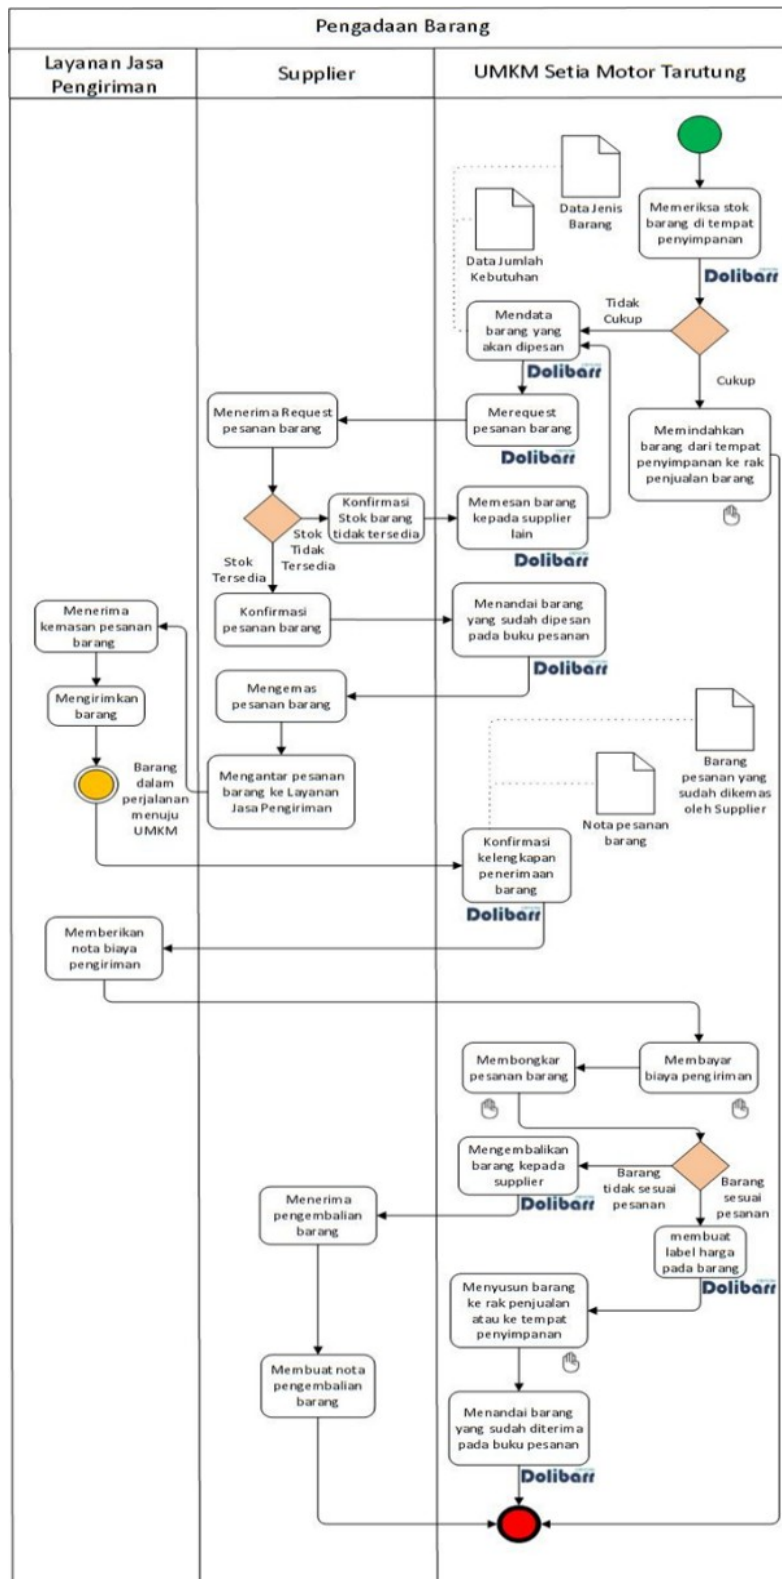 Pengadaan Barang
Layanan Jasa
Pengiriman
Supplier
UMKM Setia Motor Tarutung
Data Jenis
Barang
Memeriksa stok
barang di tempat
penyimpanan
Data Jumlah
Kebutuhan
Dolibarr
Tidak
Cukup
Mendata
barang yang
akan dipesan
Dolibarr
Cukup
Menerima Request
pesanan barang
Merequest
pesanan barang
Dolibarr
Memindahkan
barang dari tempat
penyimpanan ke rak
penjualan barang
Konfirmasi
Stok barang
tidak tersedia
Memesan barang
kepada supplier
lain
Dolibarr
Stok
Tidak
Tersedia
Stok
Tersedia
Menerima
kemasan pesanan
barang
Konfirmasi
pesanan barang
Menandai barang
yang sudah dipesan
pada buku pesanan
Dolibarr
Mengirimkan
barang
Mengemas
pesanan barang
Barang
dalam
perjalanan
menuju
UMKM
Mengantar pesanan
barang ke Layanan
Jasa Pengiriman
Barang
pesanan yang
sudah dikemas
oleh Supplier
Nota pesanan
barang
Konfirmasi
kelengkapan
penerimaan
barang
Dolibarr
Memberikan
nota biaya
pengiriman
Membongkar
pesanan barang
Membayar
biaya pengiriman
Mengembalikan
barang kepada
supplier
Dolibarr
Barang
tidak sesuai
pesanan
Barang
sesuai
pesanan
Menerima
pengembalian
barang
membuat
label harga
pada barang
Dolibarr
Menyusun barang
ke rak penjualan
atau ke tempat
penyimpanan
Membuat nota
pengembalian
barang
Menandai barang
yang sudah diterima
pada buku pesanan
Dolibarr